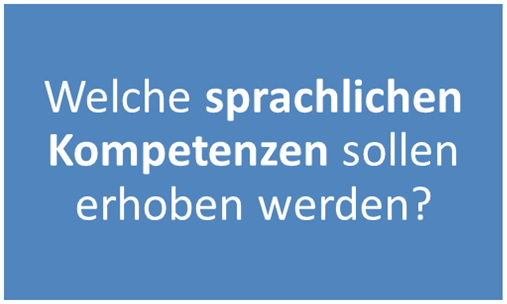 Welche sprachlichen
Kompetenzen sollen
erhoben werden?